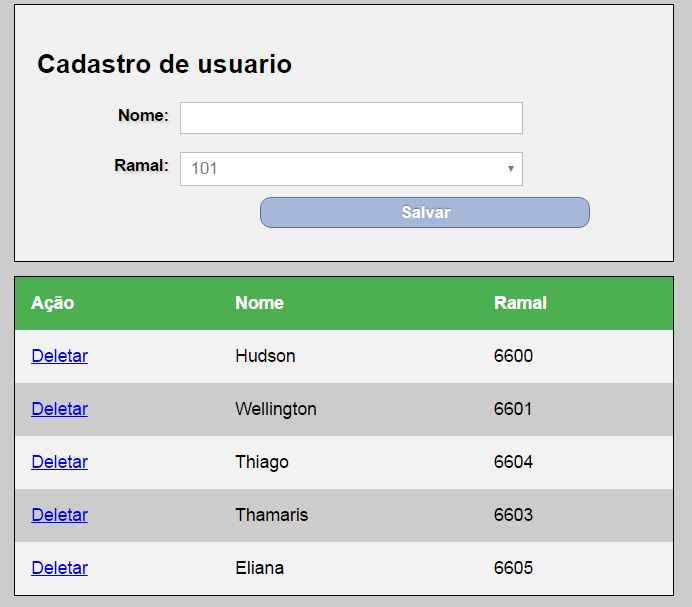 Cadastro de usuario
Nome:
Ramal: 101
Salvar
Ação Nome Ramal
Deletar Hudson 6600
Deletar Wellington 6601
Deletar Thiago 6604
Deletar Thamaris 6603
Deletar Eliana 6605